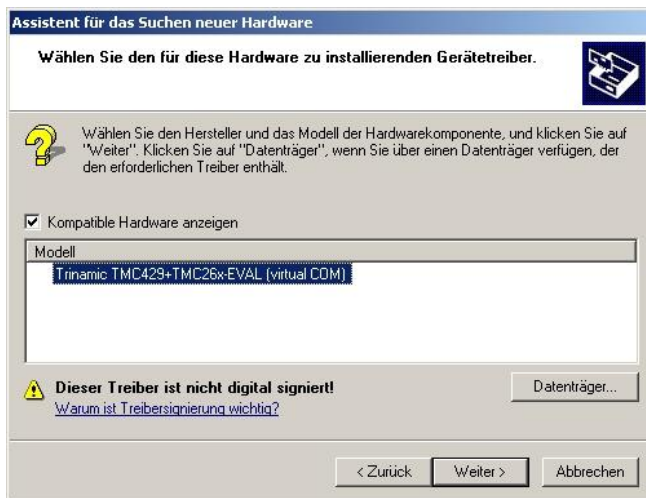 Assistent für das Suchen neuer Hardware
Wählen Sie den für diese Hardware zu installierenden Gerätetreiber.
Wählen Sie den Hersteller und das Modell der Hardwarekomponente, und klicken Sie auf
"Weiter". Klicken Sie auf "Datenträger", wenn Sie über einen Datenträger verfügen, der
den erforderlichen Treiber enthält.
Kompatible Hardware anzeigen
Modell
Trinamic TMC429+TMC26x-EVAL (virtual COM)
Dieser Treiber ist nicht digital signiert!
Datenträger...
Warum ist Treibersignierung wichtig?
< Zurück
Weiter >
Abbrechen